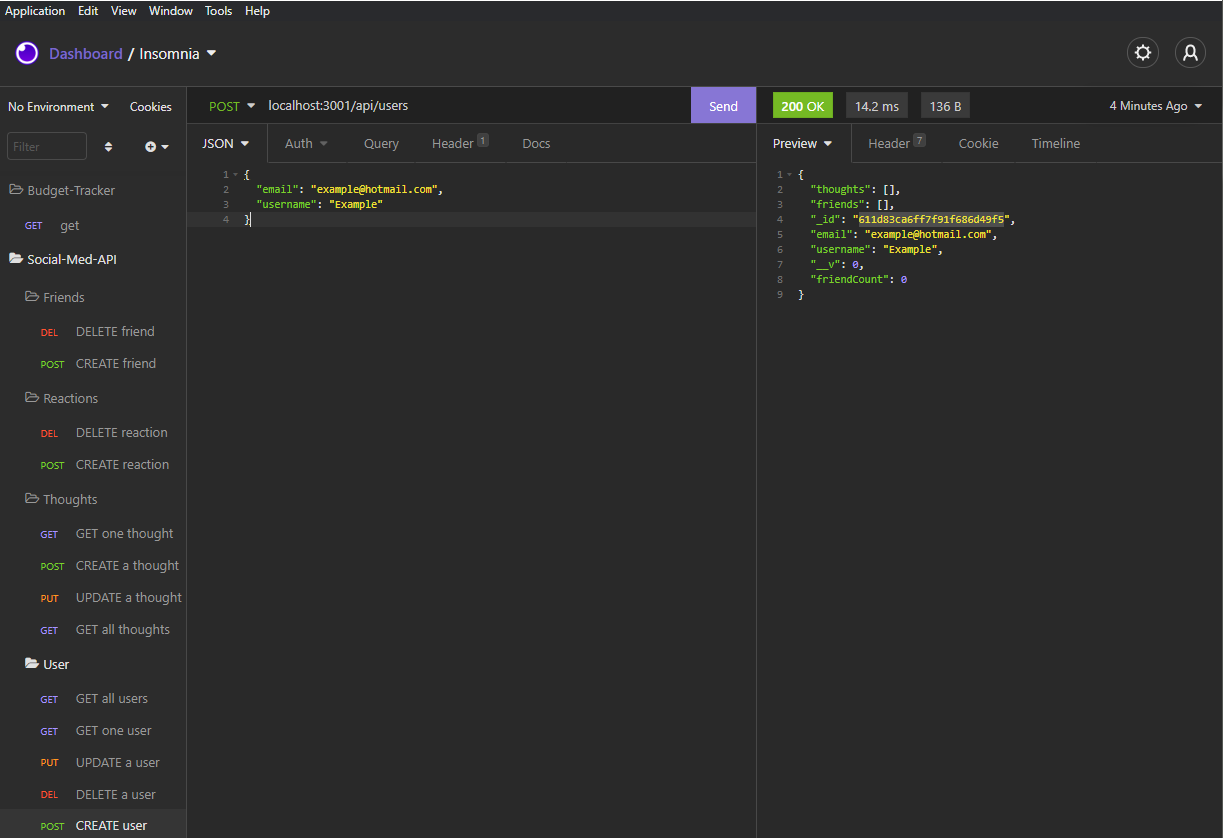 Application Edit View Window Tools Help
Dashboard / Insomnia
No Environment Cookies
Filter
Budget-Tracker
GET get
Social-Med-API
Friends
DEL DELETE friend
POST CREATE friend
Reactions
DEL DELETE reaction
POST CREATE reaction
Thoughts
GET GET one thought
POST CREATE a thought
PUT UPDATE a thought
GET GET all thoughts
User
GET GET all users
GET GET one user
PUT UPDATE a user
DEL DELETE a user
POST CREATE user
POST localhost:3001/api/users Send
JSON Auth Query Header 1 Docs
1 {
2 "email": "example@hotmail.com",
3 "username": "Example"
4 }
200 OK 14.2 ms 136 B 4 Minutes Ago
Preview Header 7 Cookie Timeline
1 {
2 "thoughts": [],
3 "friends": [],
4 "_id": "611d83ca6ff7f91f686d49f5",
5 "email": "example@hotmail.com",
6 "username": "Example",
7 "__v": 0,
8 "friendCount": 0
9 }